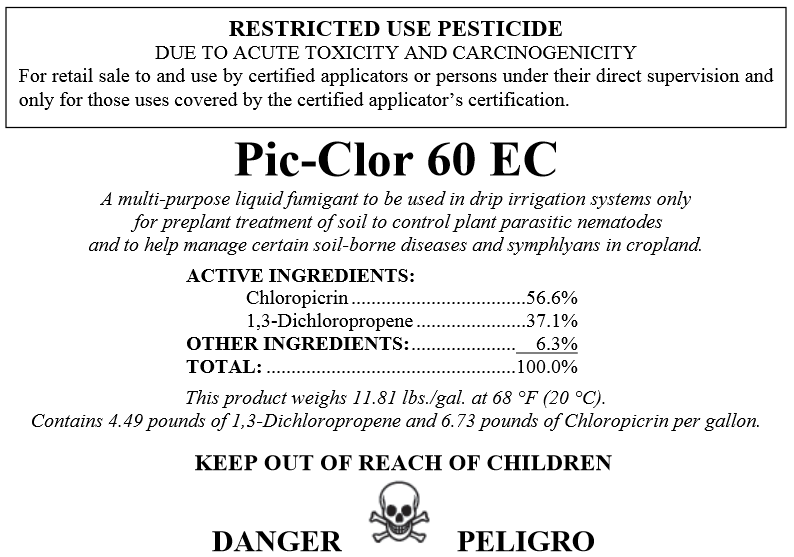 RESTRICTED USE PESTICIDE
DUE TO ACUTE TOXICITY AND CARCINOGENICITY
For retail sale to and use by certified applicators or persons under their direct supervision and
only for those uses covered by the certified applicator's certification.
Pic-Clor 60 EC
A multi-purpose liquid fumigant to be used in drip irrigation systems only
for preplant treatment of soil to control plant parasitic nematodes
and to help manage certain soil-borne diseases and symphlyans in cropland.
ACTIVE INGREDIENTS:
Chloropicrin ..................................56.6%
1,3-Dichloropropene .....................37.1%
OTHER INGREDIENTS:..................... 6.3%
TOTAL: .................................................100.0%
This product weighs 11.81 lbs./gal. at 68 °F (20 °C).
Contains 4.49 pounds of 1,3-Dichloropropene and 6.73 pounds of Chloropicrin per gallon.
KEEP OUT OF REACH OF CHILDREN
DANGER PELIGRO